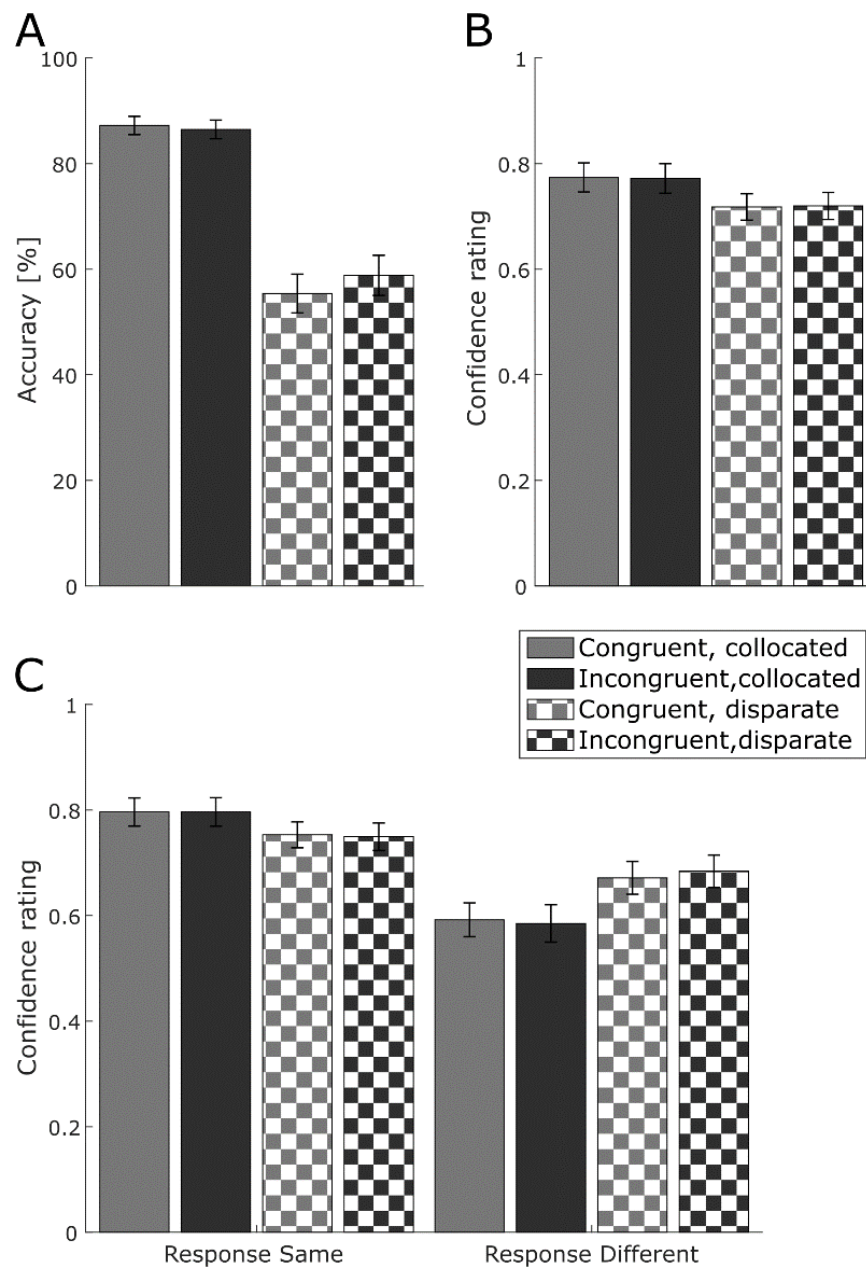 A
Accuracy [%]
100
80
60
40
20
0
B
Confidence rating
1
0.8
0.6
0.4
0.2
0
Congruent, collocated
Incongruent,collocated
Congruent, disparate
Incongruent,disparate
C
Confidence rating
1
0.8
0.6
0.4
0.2
0
Response Same
Response Different